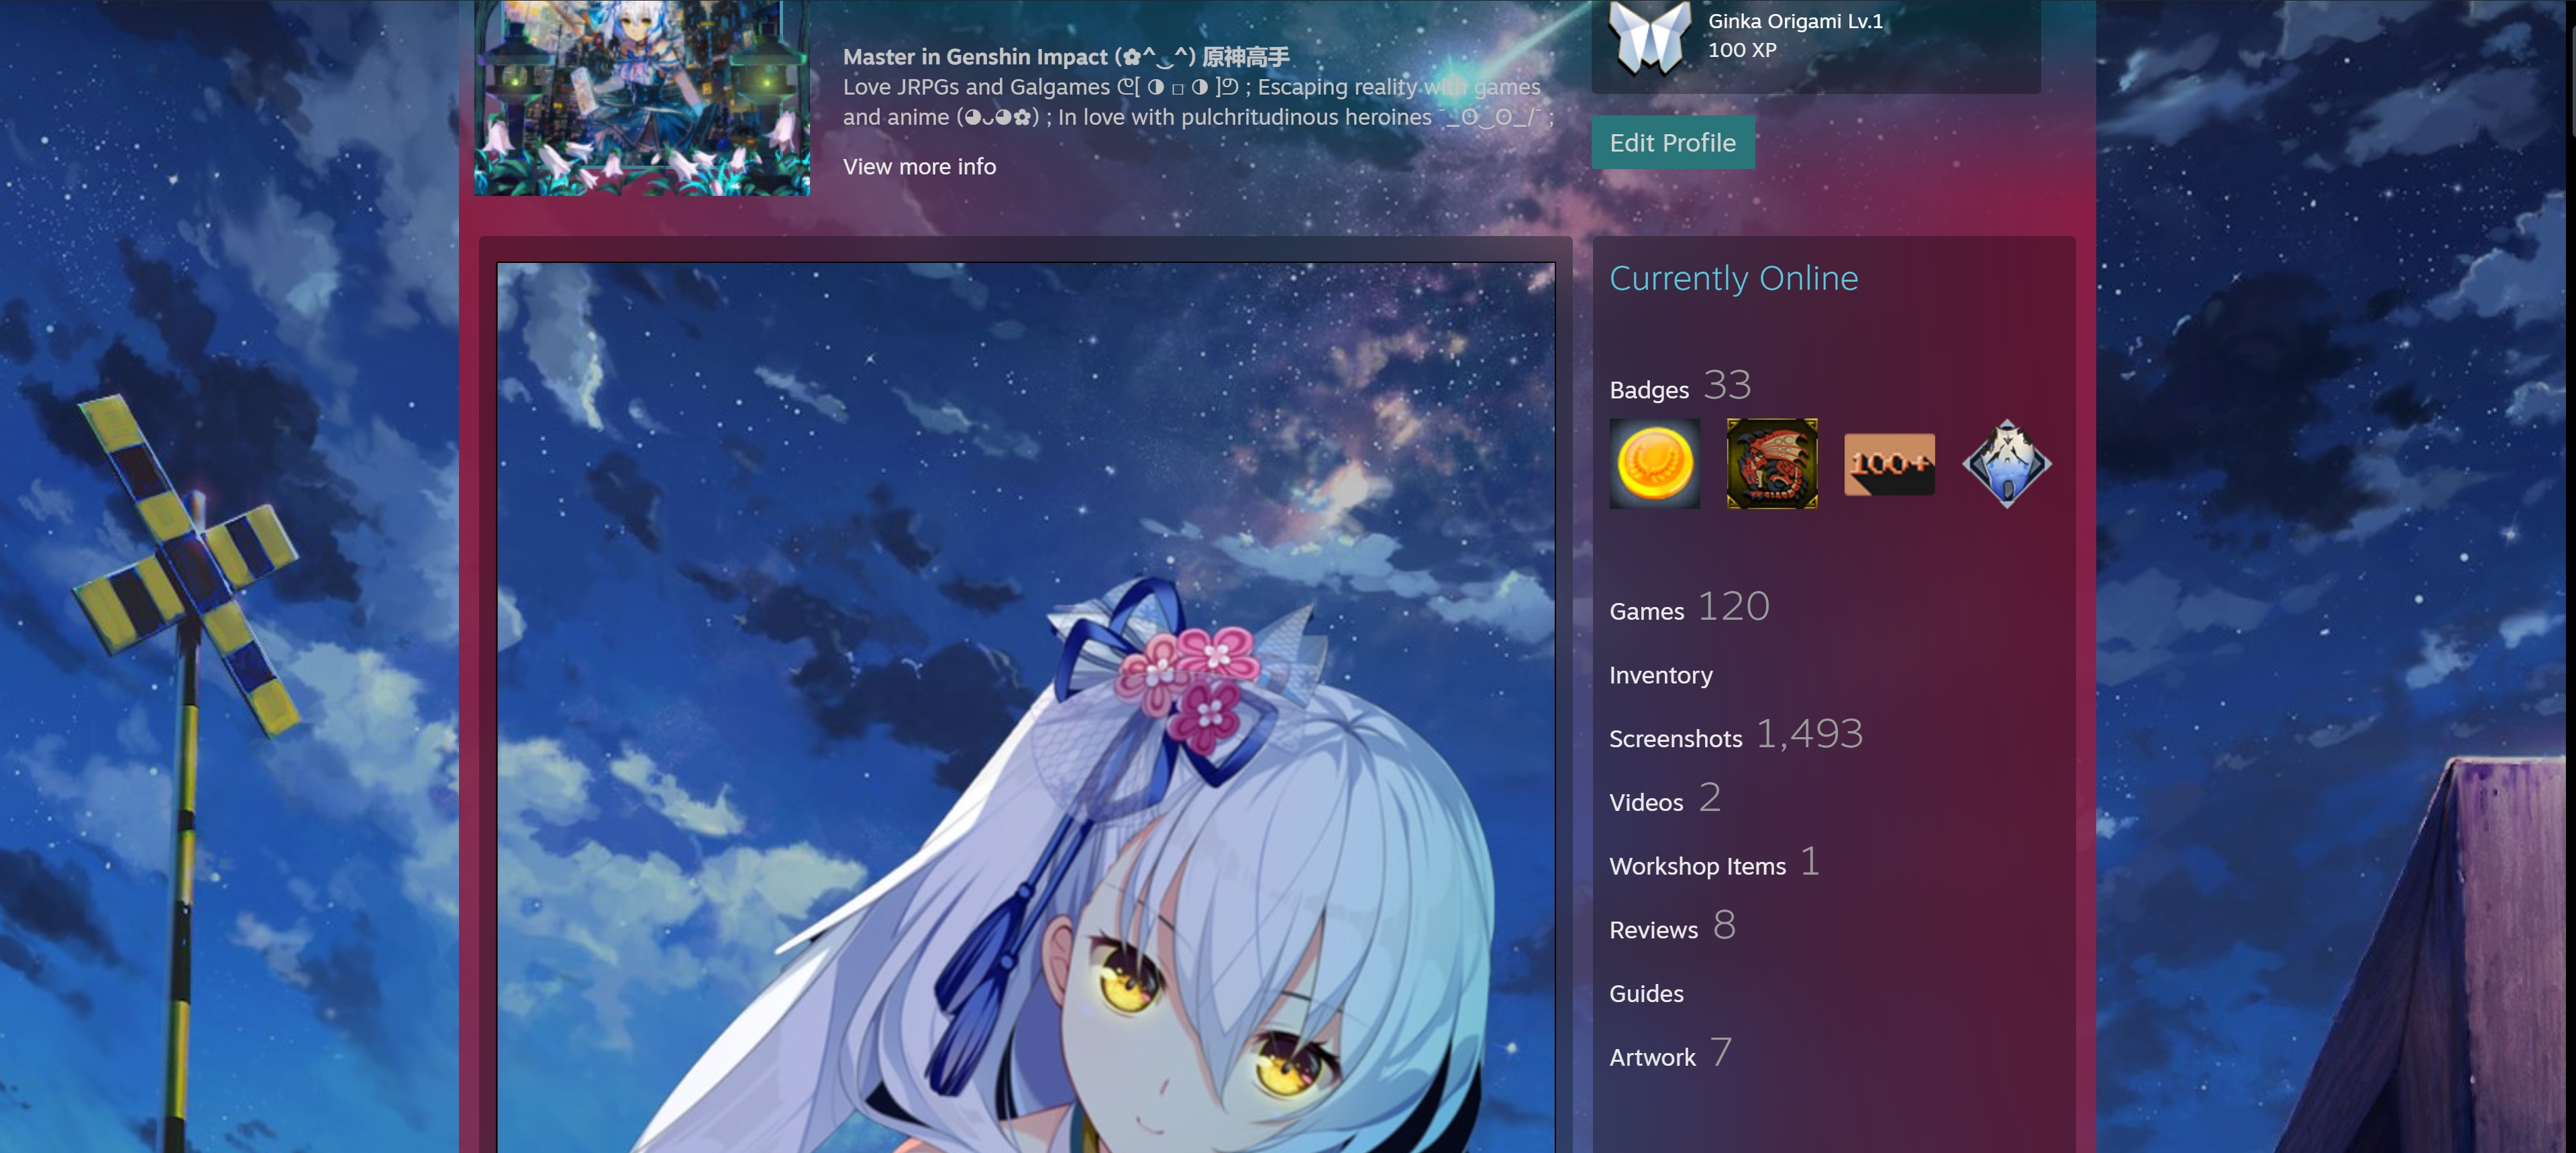 Master in Genshin Impact (✿^‿^) 原神高手
Love JRPGs and Galgames ᕦ[ ◑ □ ◑ ]ᕤ ; Escaping reality with games
and anime (◕ᴗ◕✿) ; In love with pulchritudinous heroines ¯_ʘ‿ʘ_/¯ ;
View more info
Ginka Origami Lv.1
100 XP
Edit Profile
Currently Online
Badges 33
100+
Games 120
Inventory
Screenshots 1,493
Videos 2
Workshop Items 1
Reviews 8
Guides
Artwork 7